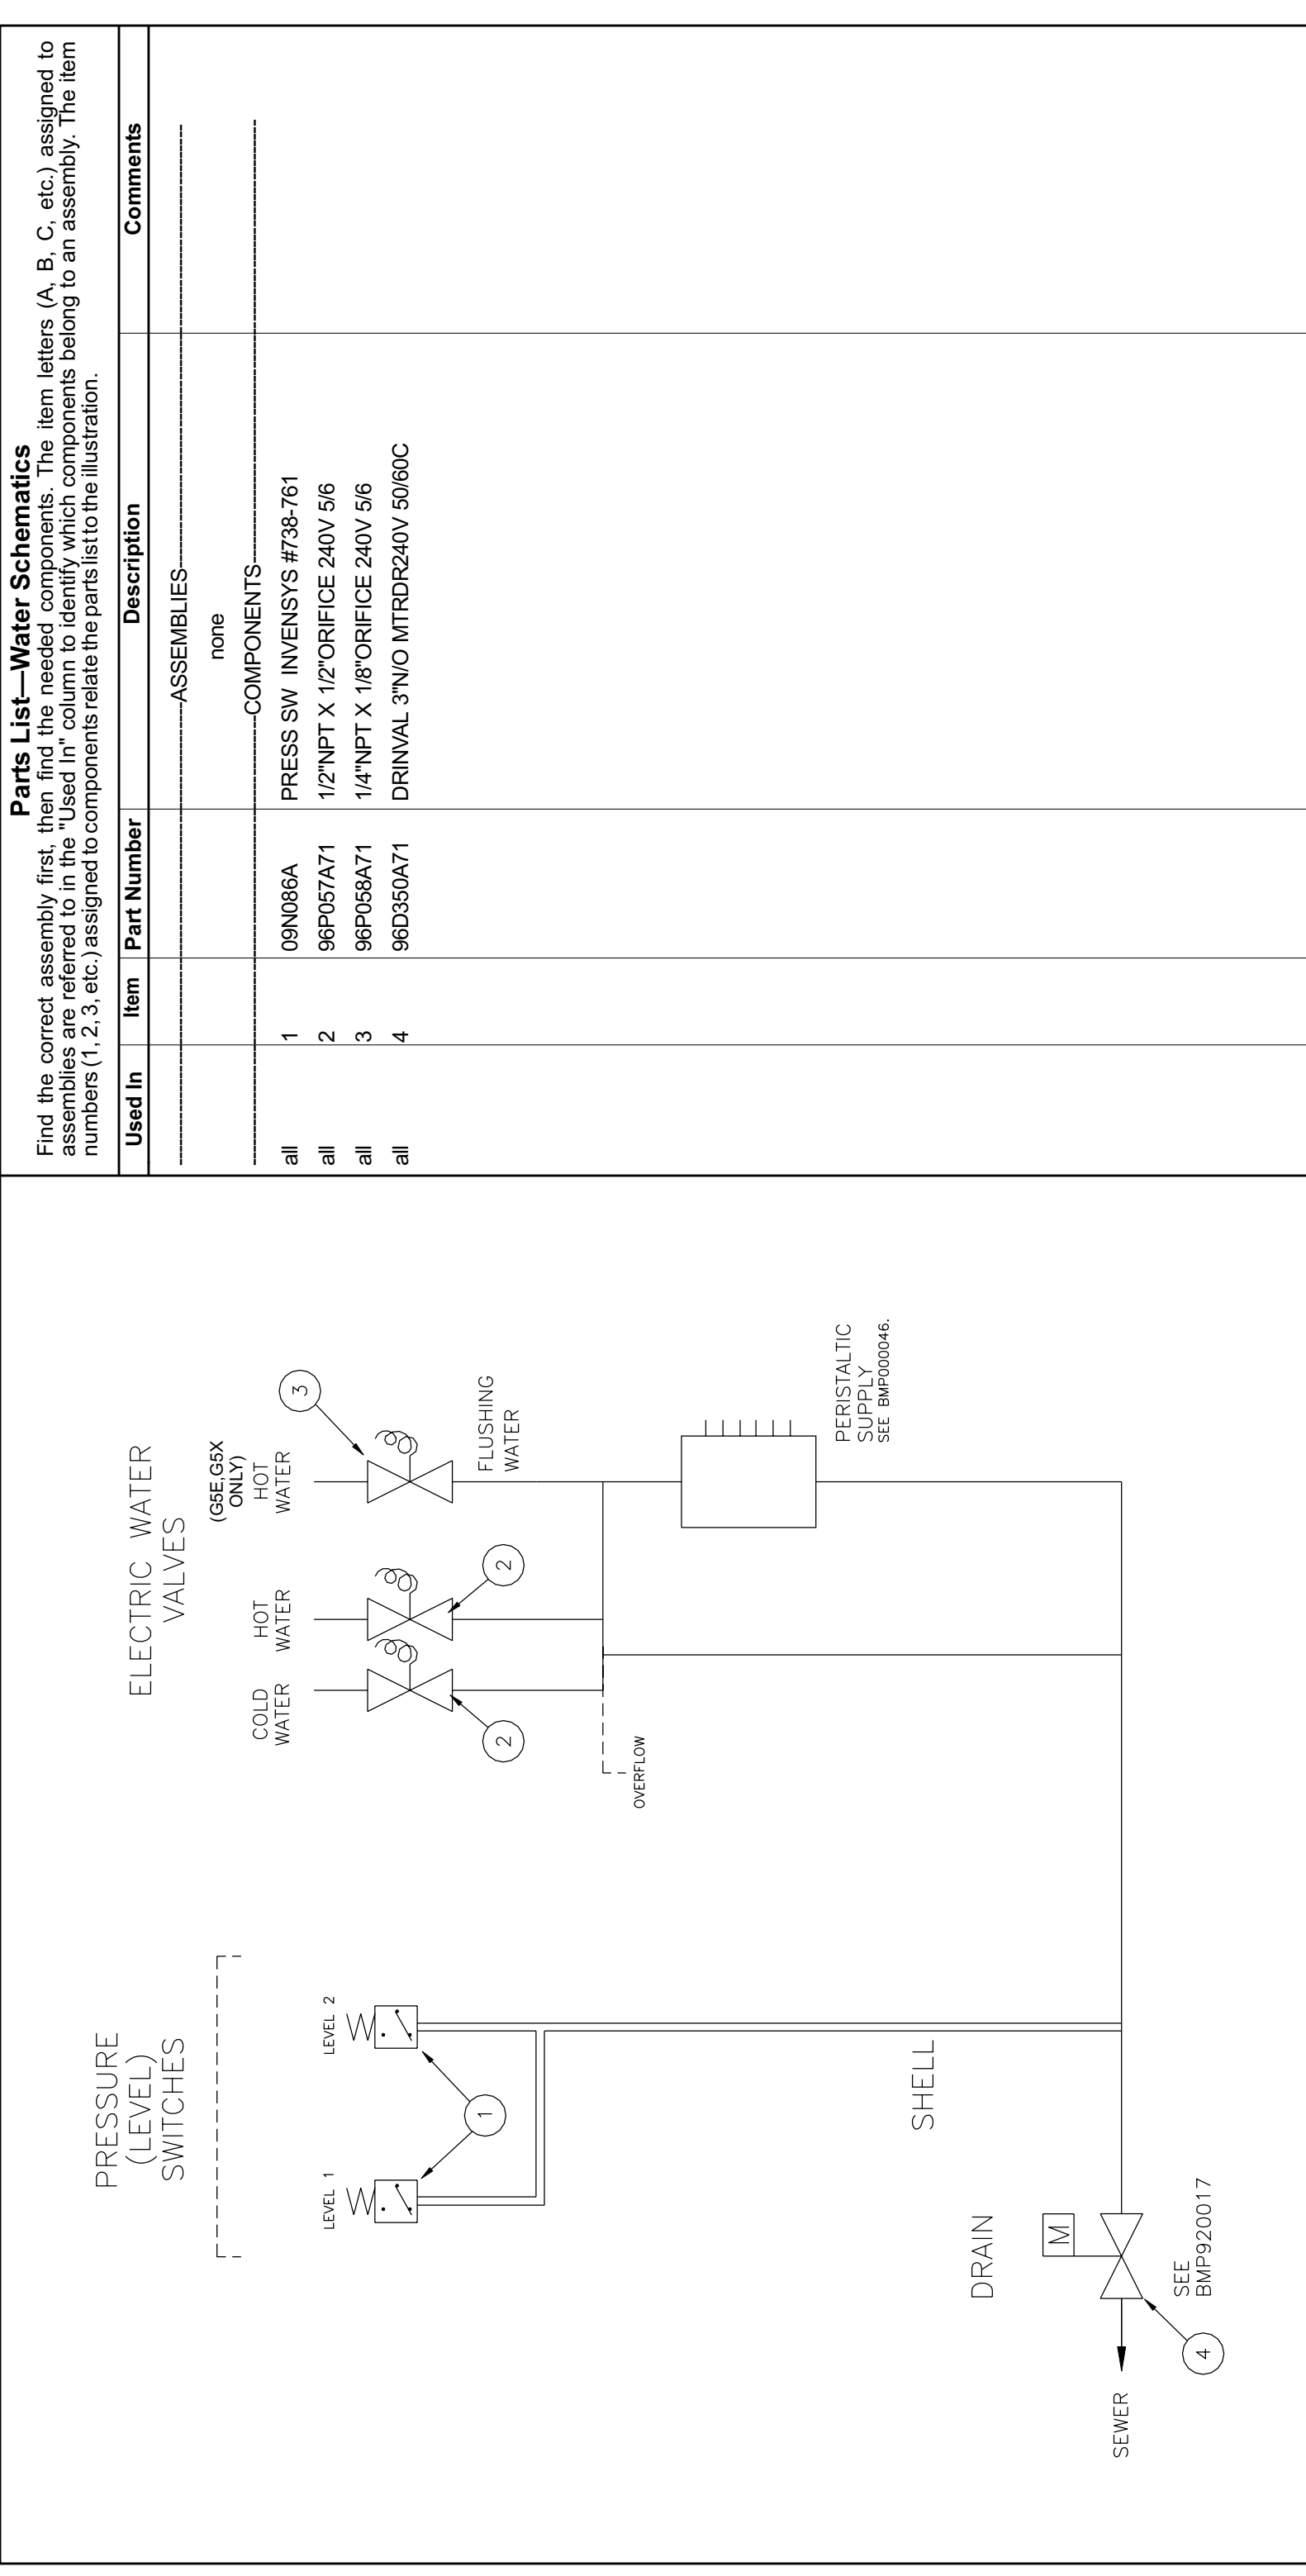 PRESSURE
(LEVEL)
SWITCHES
LEVEL 1
LEVEL 2
1
ELECTRIC WATER
VALVES
COLD
WATER
HOT
WATER
(G5E,G5X
ONLY)
HOT
WATER
3
2
2
FLUSHING
WATER
OVERFLOW
PERISTALTIC
SUPPLY
SEE BMP000046.
SHELL
DRAIN
M
SEWER
SEE
BMP920017
4
Parts List—Water Schematics
Find the correct assembly first, then find the needed components. The item letters (A, B, C, etc.) assigned to
assemblies are referred to in the "Used In" column to identify which components belong to an assembly. The item
numbers (1, 2, 3, etc.) assigned to components relate the parts list to the illustration.
Used In Item Part Number Description Comments
ASSEMBLIES
none
COMPONENTS
all 1 09N086A PRESS SW INVENSYS #738-761
all 2 96P057A71 1/2"NPT X 1/2"ORIFICE 240V 5/6
all 3 96P058A71 1/4"NPT X 1/8"ORIFICE 240V 5/6
all 4 96D350A71 DRINVAL 3"N/O MTRDR240V 50/60C